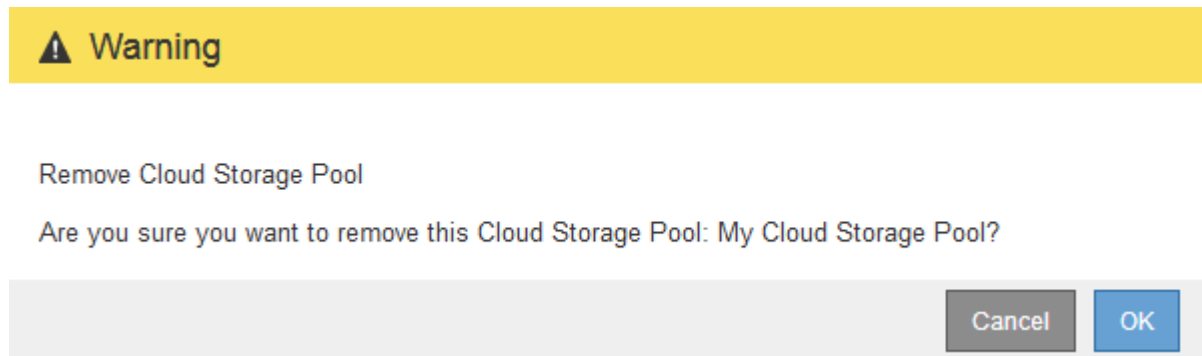 Warning
Remove Cloud Storage Pool
Are you sure you want to remove this Cloud Storage Pool: My Cloud Storage Pool?
Cancel OK